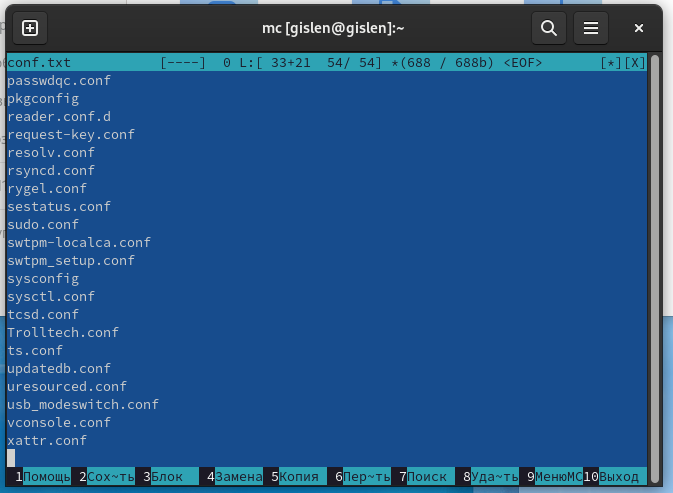 mc [gislen@gislen]:~
conf.txt [----] 0 L:[ 33+21 54/ 54] *(688 / 688b) <EOF> [*][X]
passwdqc.conf
pkgconfig
reader.conf.d
request-key.conf
resolv.conf
rsyncd.conf
rygel.conf
sestatus.conf
sudo.conf
swtpm-localca.conf
swtpm_setup.conf
sysconfig
sysctl.conf
tcsd.conf
Trolltech.conf
ts.conf
updatedb.conf
uresourced.conf
usb_modeswitch.conf
vconsole.conf
xattr.conf
1Помощь 2Сох~ть 3Блок 4Замена 5Копия 6Пер~ть 7Поиск 8Уда~ть 9МенюMC 10Выход